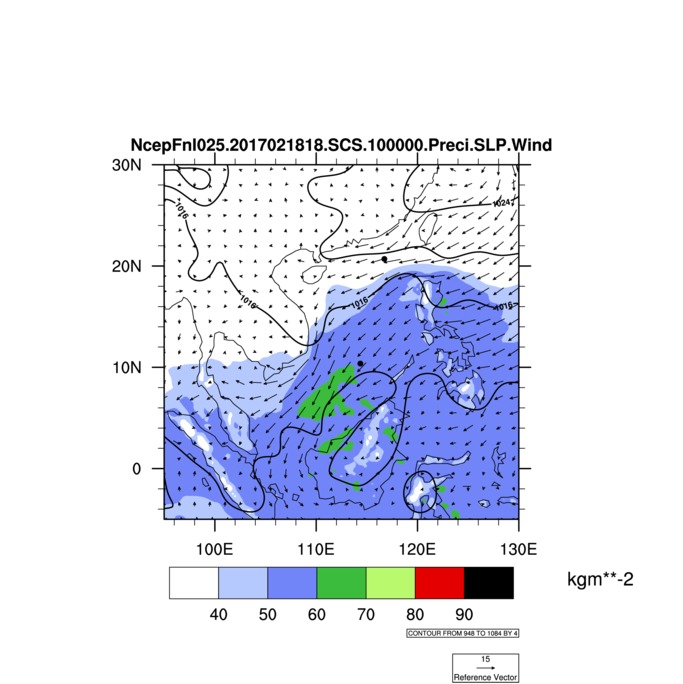 NcepFnl025.2017021818.SCS.100000.Preci.SLP.Wind
30N
1024
1016
20N
1016
1016
1016
10N
0
100E 110E 120E 130E
kgm**-2
40 50 60 70 80 90
CONTOUR FROM 948 TO 1084 BY 4
15
Reference Vector